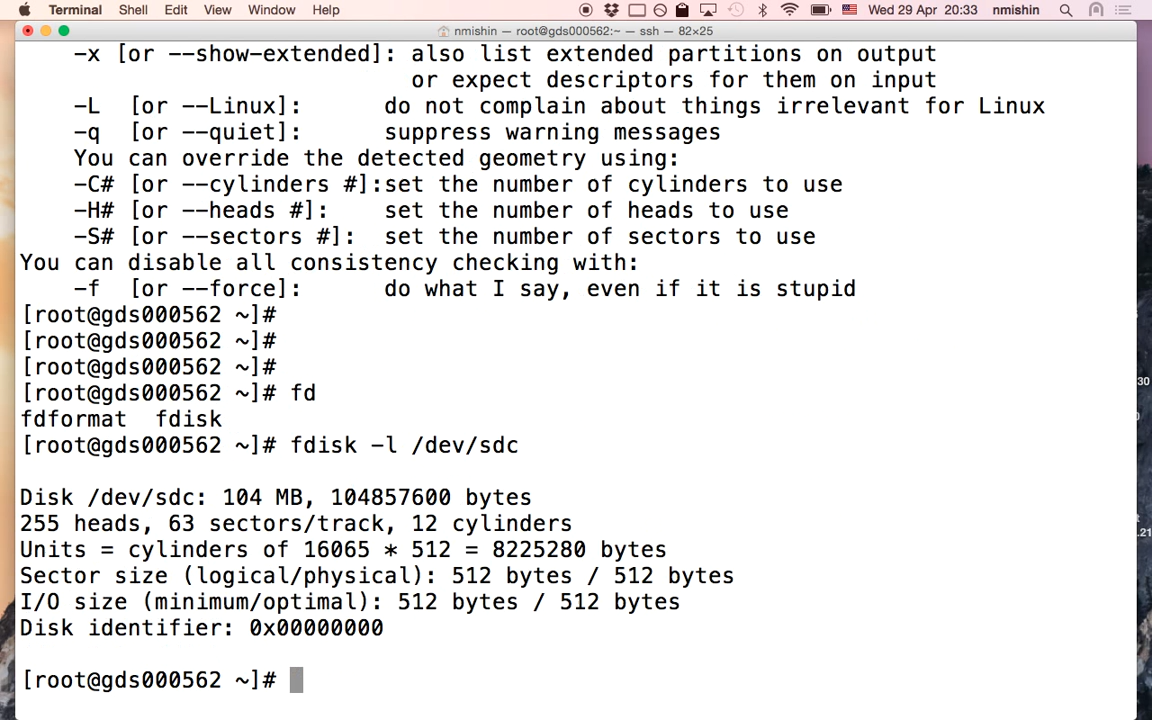 Terminal Shell Edit View Window Help Wed 29 Apr 20:33 nmishin
nmishin — root@gds000562:~ — ssh — 82×25
-x [or --show-extended]: also list extended partitions on output
or expect descriptors for them on input
-L [or --Linux]: do not complain about things irrelevant for Linux
-q [or --quiet]: suppress warning messages
You can override the detected geometry using:
-C# [or --cylinders #]:set the number of cylinders to use
-H# [or --heads #]: set the number of heads to use
-S# [or --sectors #]: set the number of sectors to use
You can disable all consistency checking with:
-f [or --force]: do what I say, even if it is stupid
[root@gds000562 ~]#
[root@gds000562 ~]#
[root@gds000562 ~]#
[root@gds000562 ~]# fd
fdformat fdisk
[root@gds000562 ~]# fdisk -l /dev/sdc
Disk /dev/sdc: 104 MB, 104857600 bytes
255 heads, 63 sectors/track, 12 cylinders
Units = cylinders of 16065 * 512 = 8225280 bytes
Sector size (logical/physical): 512 bytes / 512 bytes
I/O size (minimum/optimal): 512 bytes / 512 bytes
Disk identifier: 0x00000000
[root@gds000562 ~]#